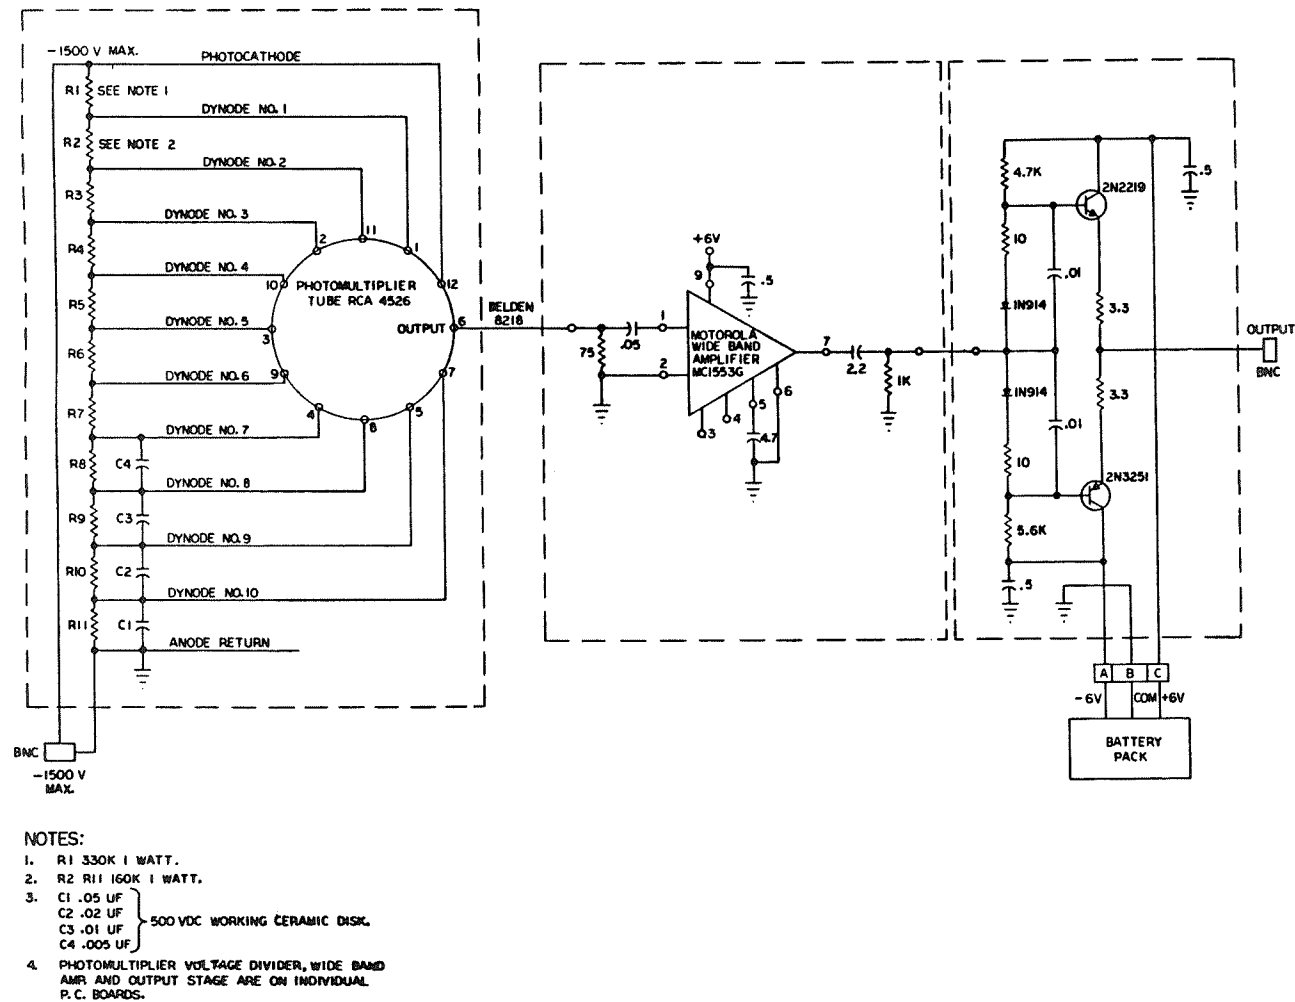 -1500 V MAX.
PHOTOCATHODE
R1 SEE NOTE 1
DYNODE NO. 1
R2 SEE NOTE 2
DYNODE NO. 2
R3
DYNODE NO. 3
R4
DYNODE NO. 4
R5
DYNODE NO. 5
R6
DYNODE NO. 6
R7
DYNODE NO. 7
R8
C4
DYNODE NO. 8
R9
C3
DYNODE NO. 9
R10
C2
DYNODE NO. 10
R11
C1
ANODE RETURN
2
11
1
10
12
3
6
9
7
4
8
5
PHOTOMULTIPLIER
TUBE RCA 4526
OUTPUT
BNC
-1500 V
MAX.
BELDEN
8218
75
.05
1
2
+6V
9
.5
MOTOROLA
WIDE BAND
AMPLIFIER
MC1553G
3
4
5
6
4.7
7
2.2
1K
4.7K
2N2219
.5
10
.01
1N914
3.3
OUTPUT
BNC
1N914
3.3
.01
10
2N3251
5.6K
.5
A B C
-6V COM +6V
BATTERY
PACK
NOTES:
1. R1 330K 1 WATT.
2. R2 R11 160K 1 WATT.
3. C1 .05 UF
C2 .02 UF
C3 .01 UF
C4 .005 UF
500 VDC WORKING CERAMIC DISK.
4. PHOTOMULTIPLIER VOLTAGE DIVIDER, WIDE BAND
AMP. AND OUTPUT STAGE ARE ON INDIVIDUAL
P.C. BOARDS.